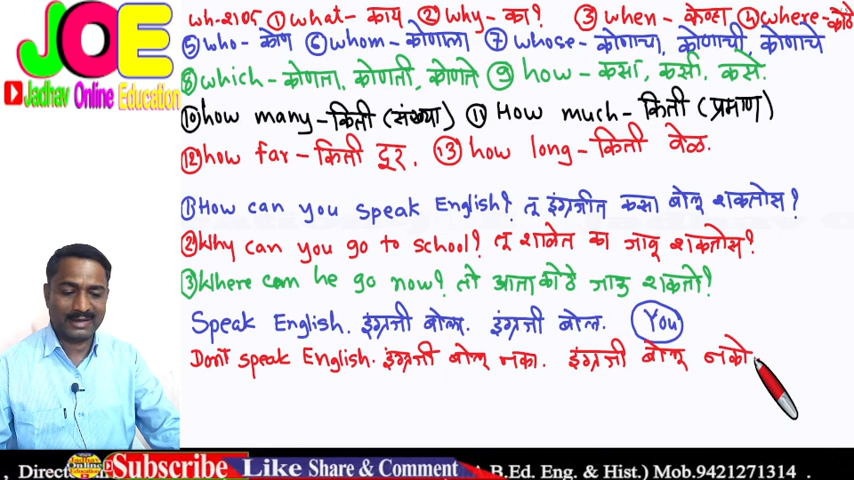 JOE
Jadhav Online Education
wh-शब्द ① what - काय ② why - का? ③ when - केव्हा ④ where - कोठे
⑤ who - कोण ⑥ whom - कोणाला ⑦ whose - कोणाचा, कोणाची, कोणाचे
⑧ which - कोणता, कोणती, कोणते ⑨ how - कसा, कसी, कसे.
⑩ how many - किती (संख्या) ⑪ How much - किती (प्रमाण)
⑫ how far - किती दूर, ⑬ how long - किती वेळ.
① How can you speak English? तू इंग्रजीत कसा बोलू शकतोस?
② Why can you go to school? तू शाळेत का जावू शकतोस?
③ Where can he go now? तो आता कोठे जाऊ शकतो?
Speak English. इंग्रजी बोला. इंग्रजी बोल. You
Don't speak English. इंग्रजी बोलू नका. इंग्रजी बोलू नको
, Directo Subscribe Like Share & Comment A B.Ed. Eng. & Hist.) Mob.9421271314 .